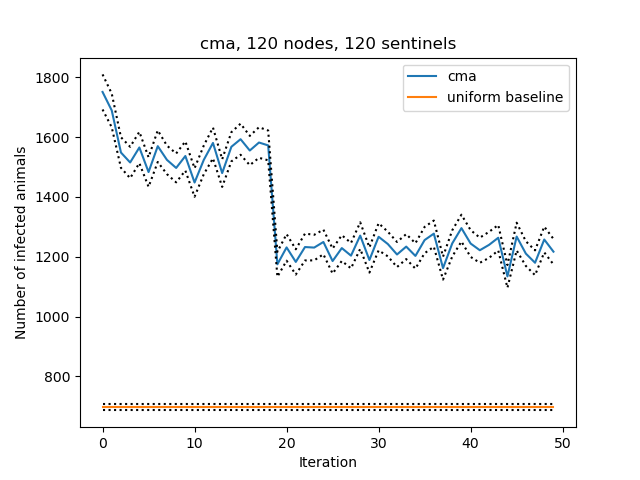 cma, 120 nodes, 120 sentinels
cma
uniform baseline
Number of infected animals
1800
1600
1400
1200
1000
800
0
10
20
30
40
50
Iteration